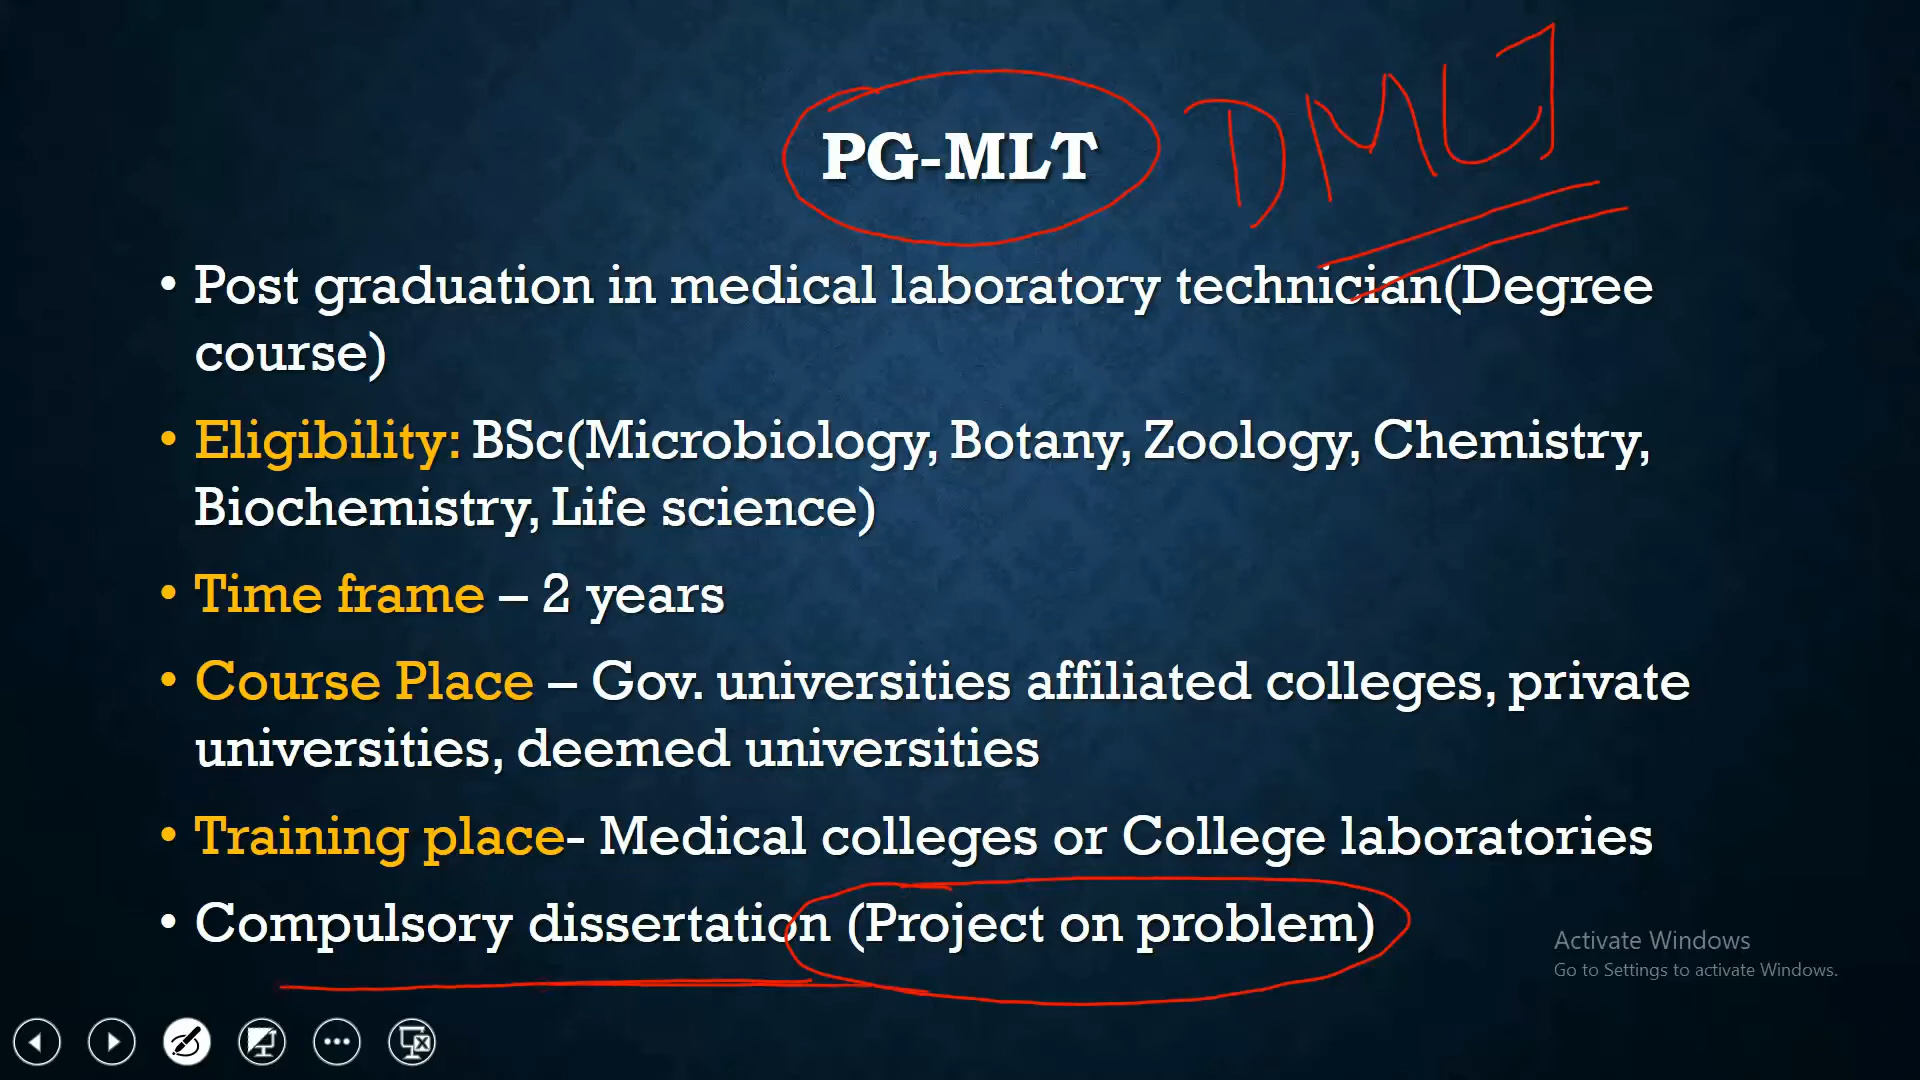 PG-MLT
DMLT
• Post graduation in medical laboratory technician(Degree
course)
• Eligibility: BSc(Microbiology, Botany, Zoology, Chemistry,
Biochemistry, Life science)
• Time frame – 2 years
• Course Place – Gov. universities affiliated colleges, private
universities, deemed universities
• Training place- Medical colleges or College laboratories
• Compulsory dissertation (Project on problem)
Activate Windows
Go to Settings to activate Windows.